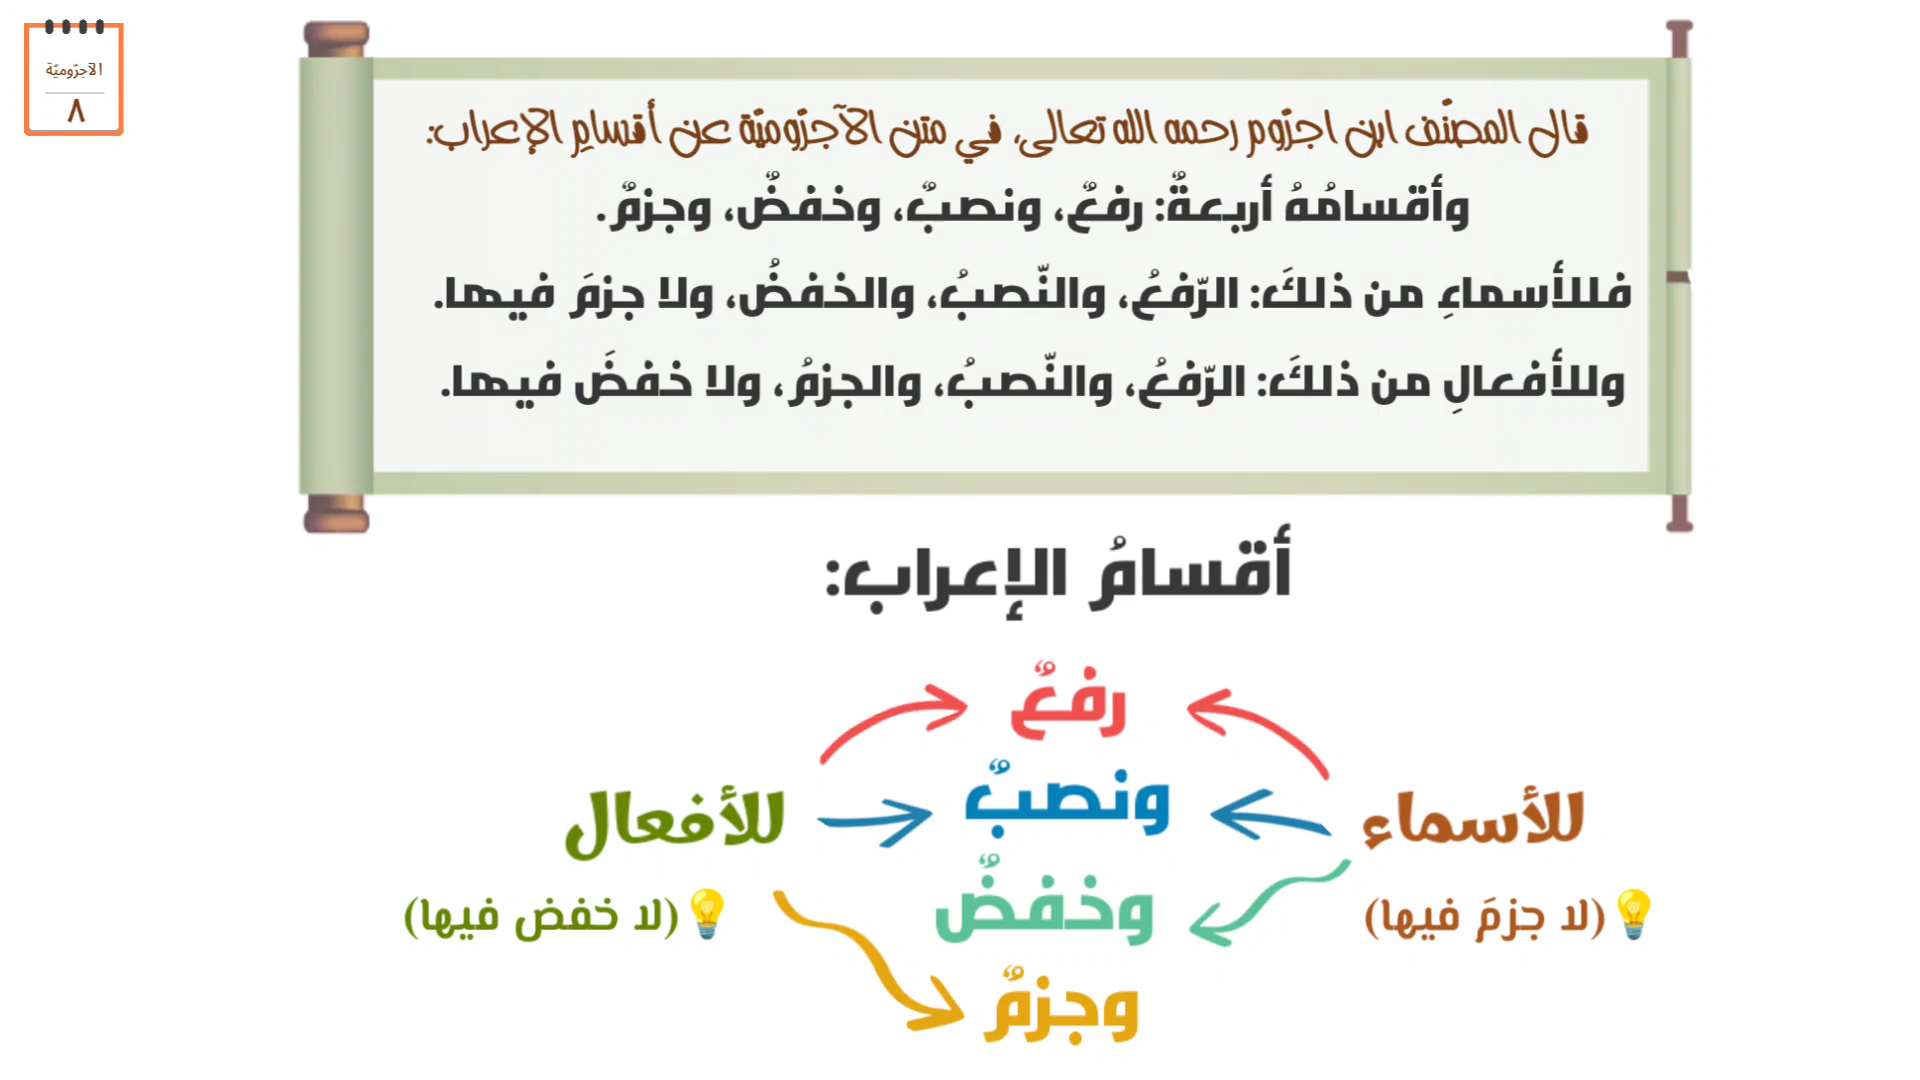 الآجرّوميّة
٨
قال المصنّف ابن اجرّوم رحمه الله تعالى، في متن الآجرّوميّة عن أقسامِ الإعراب:
وأقسامُهُ أربعةٌ: رفعٌ، ونصبٌ، وخفضٌ، وجزمٌ.
فللأسماءِ من ذلكَ: الرّفعُ، والنّصبُ، والخفضُ، ولا جزمَ فيها.
وللأفعالِ من ذلكَ: الرّفعُ، والنّصبُ، والجزمُ، ولا خفضَ فيها.
أقسامُ الإعراب:
رفعٌ
للأسماء ونصبٌ للأفعال
(لا جزمَ فيها) وخفضٌ (لا خفض فيها)
وجزمٌ